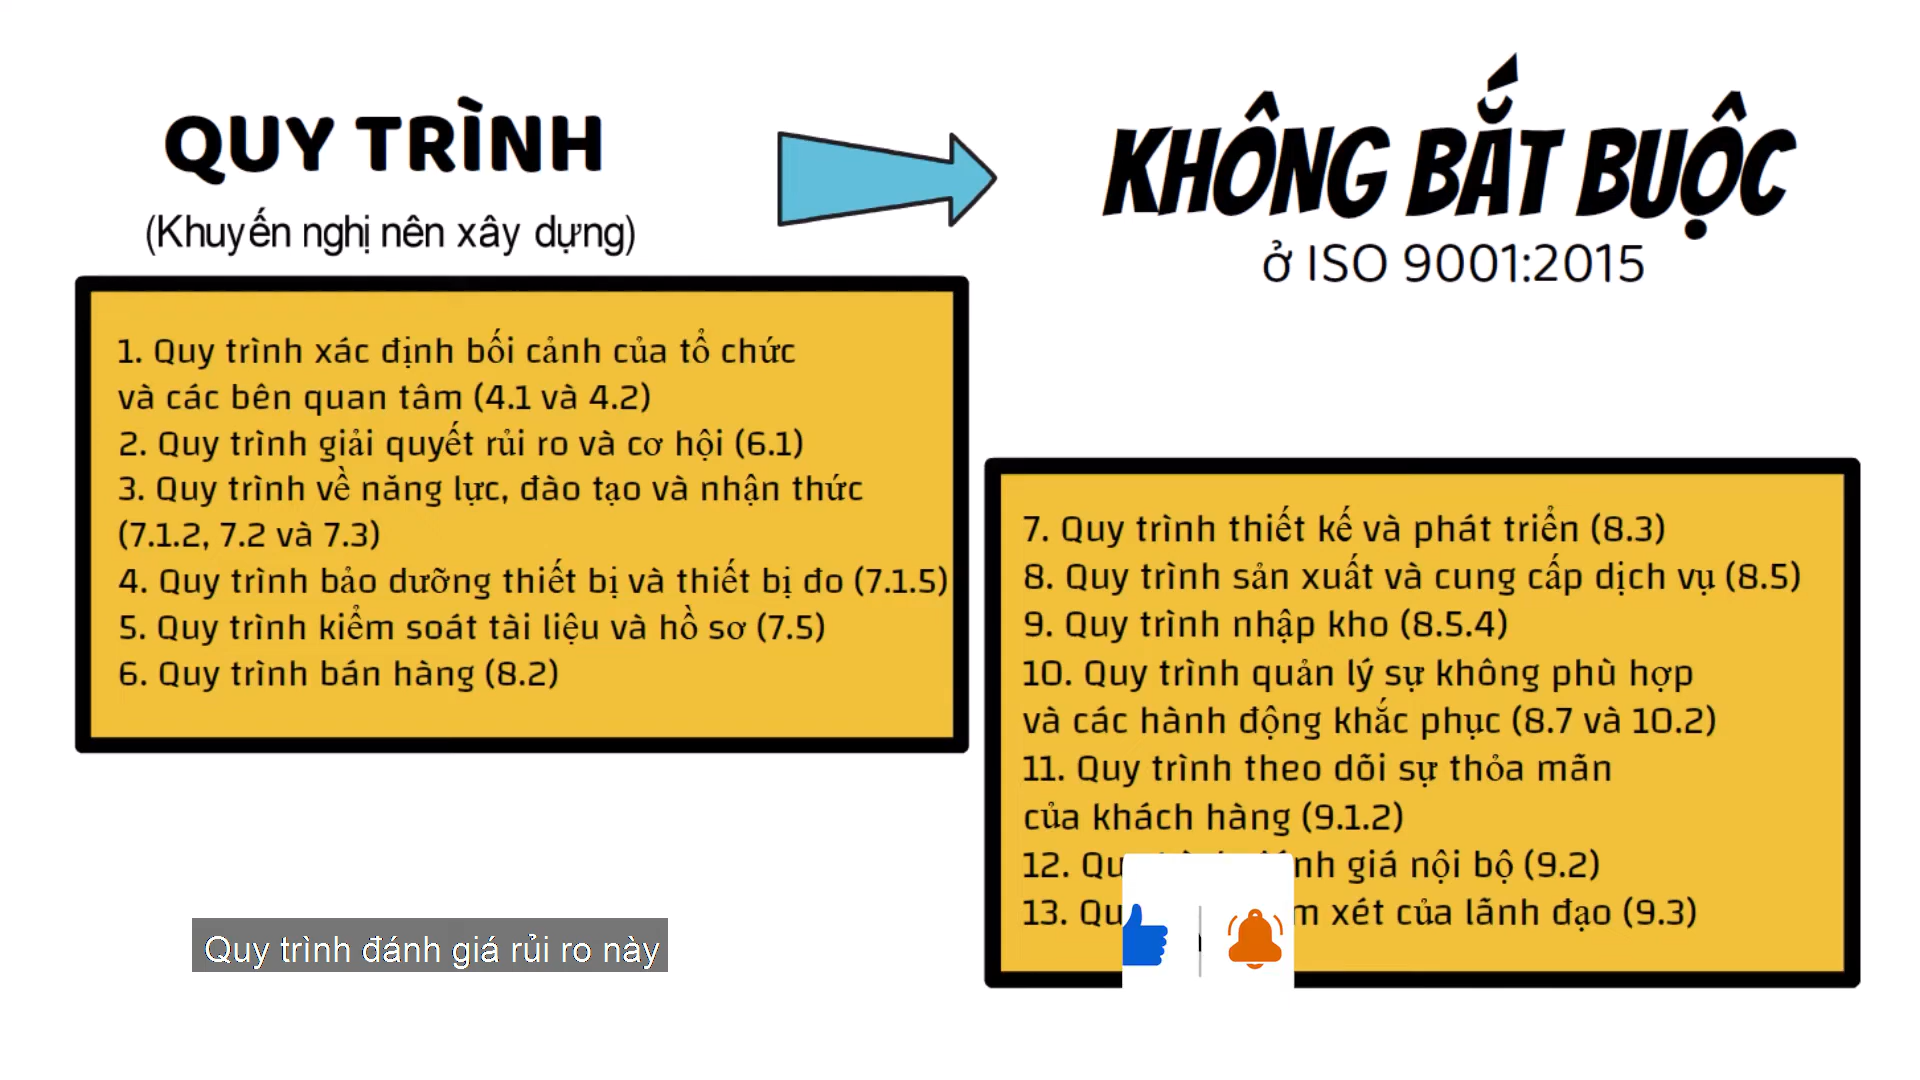 QUY TRÌNH
(Khuyến nghị nên xây dựng)
KHÔNG BẮT BUỘC
ở ISO 9001:2015
1. Quy trình xác định bối cảnh của tổ chức
và các bên quan tâm (4.1 và 4.2)
2. Quy trình giải quyết rủi ro và cơ hội (6.1)
3. Quy trình về năng lực, đào tạo và nhận thức
(7.1.2, 7.2 và 7.3)
4. Quy trình bảo dưỡng thiết bị và thiết bị đo (7.1.5)
5. Quy trình kiểm soát tài liệu và hồ sơ (7.5)
6. Quy trình bán hàng (8.2)
7. Quy trình thiết kế và phát triển (8.3)
8. Quy trình sản xuất và cung cấp dịch vụ (8.5)
9. Quy trình nhập kho (8.5.4)
10. Quy trình quản lý sự không phù hợp
và các hành động khắc phục (8.7 và 10.2)
11. Quy trình theo dõi sự thỏa mãn
của khách hàng (9.1.2)
12. giá nội bộ (9.2)
13. xét của lãnh đạo (9.3)
Quy trình đánh giá rủi ro này